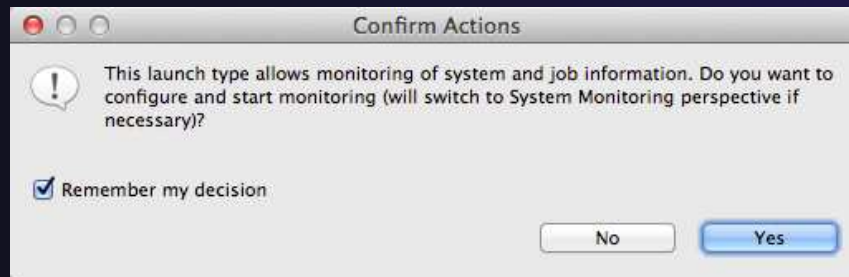 Confirm Actions
This launch type allows monitoring of system and job information. Do you want to
configure and start monitoring (will switch to System Monitoring perspective if
necessary)?
Remember my decision
No
Yes